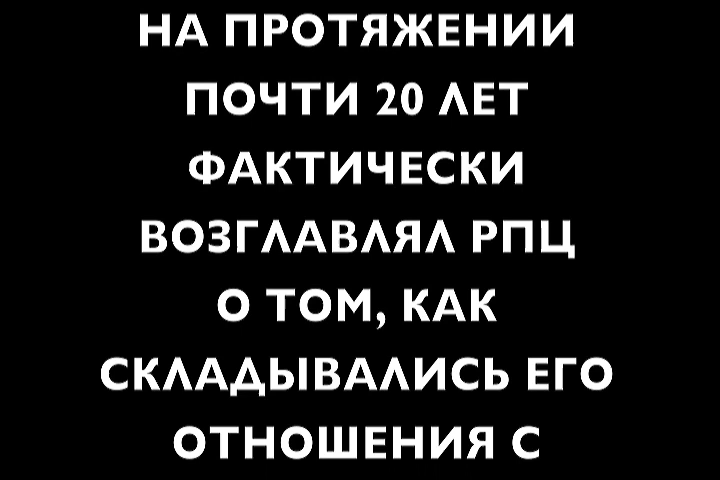 НА ПРОТЯЖЕНИИ
ПОЧТИ 20 ЛЕТ
ФАКТИЧЕСКИ
ВОЗГЛАВЛЯЛ РПЦ
О ТОМ, КАК
СКЛАДЫВАЛИСЬ ЕГО
ОТНОШЕНИЯ С